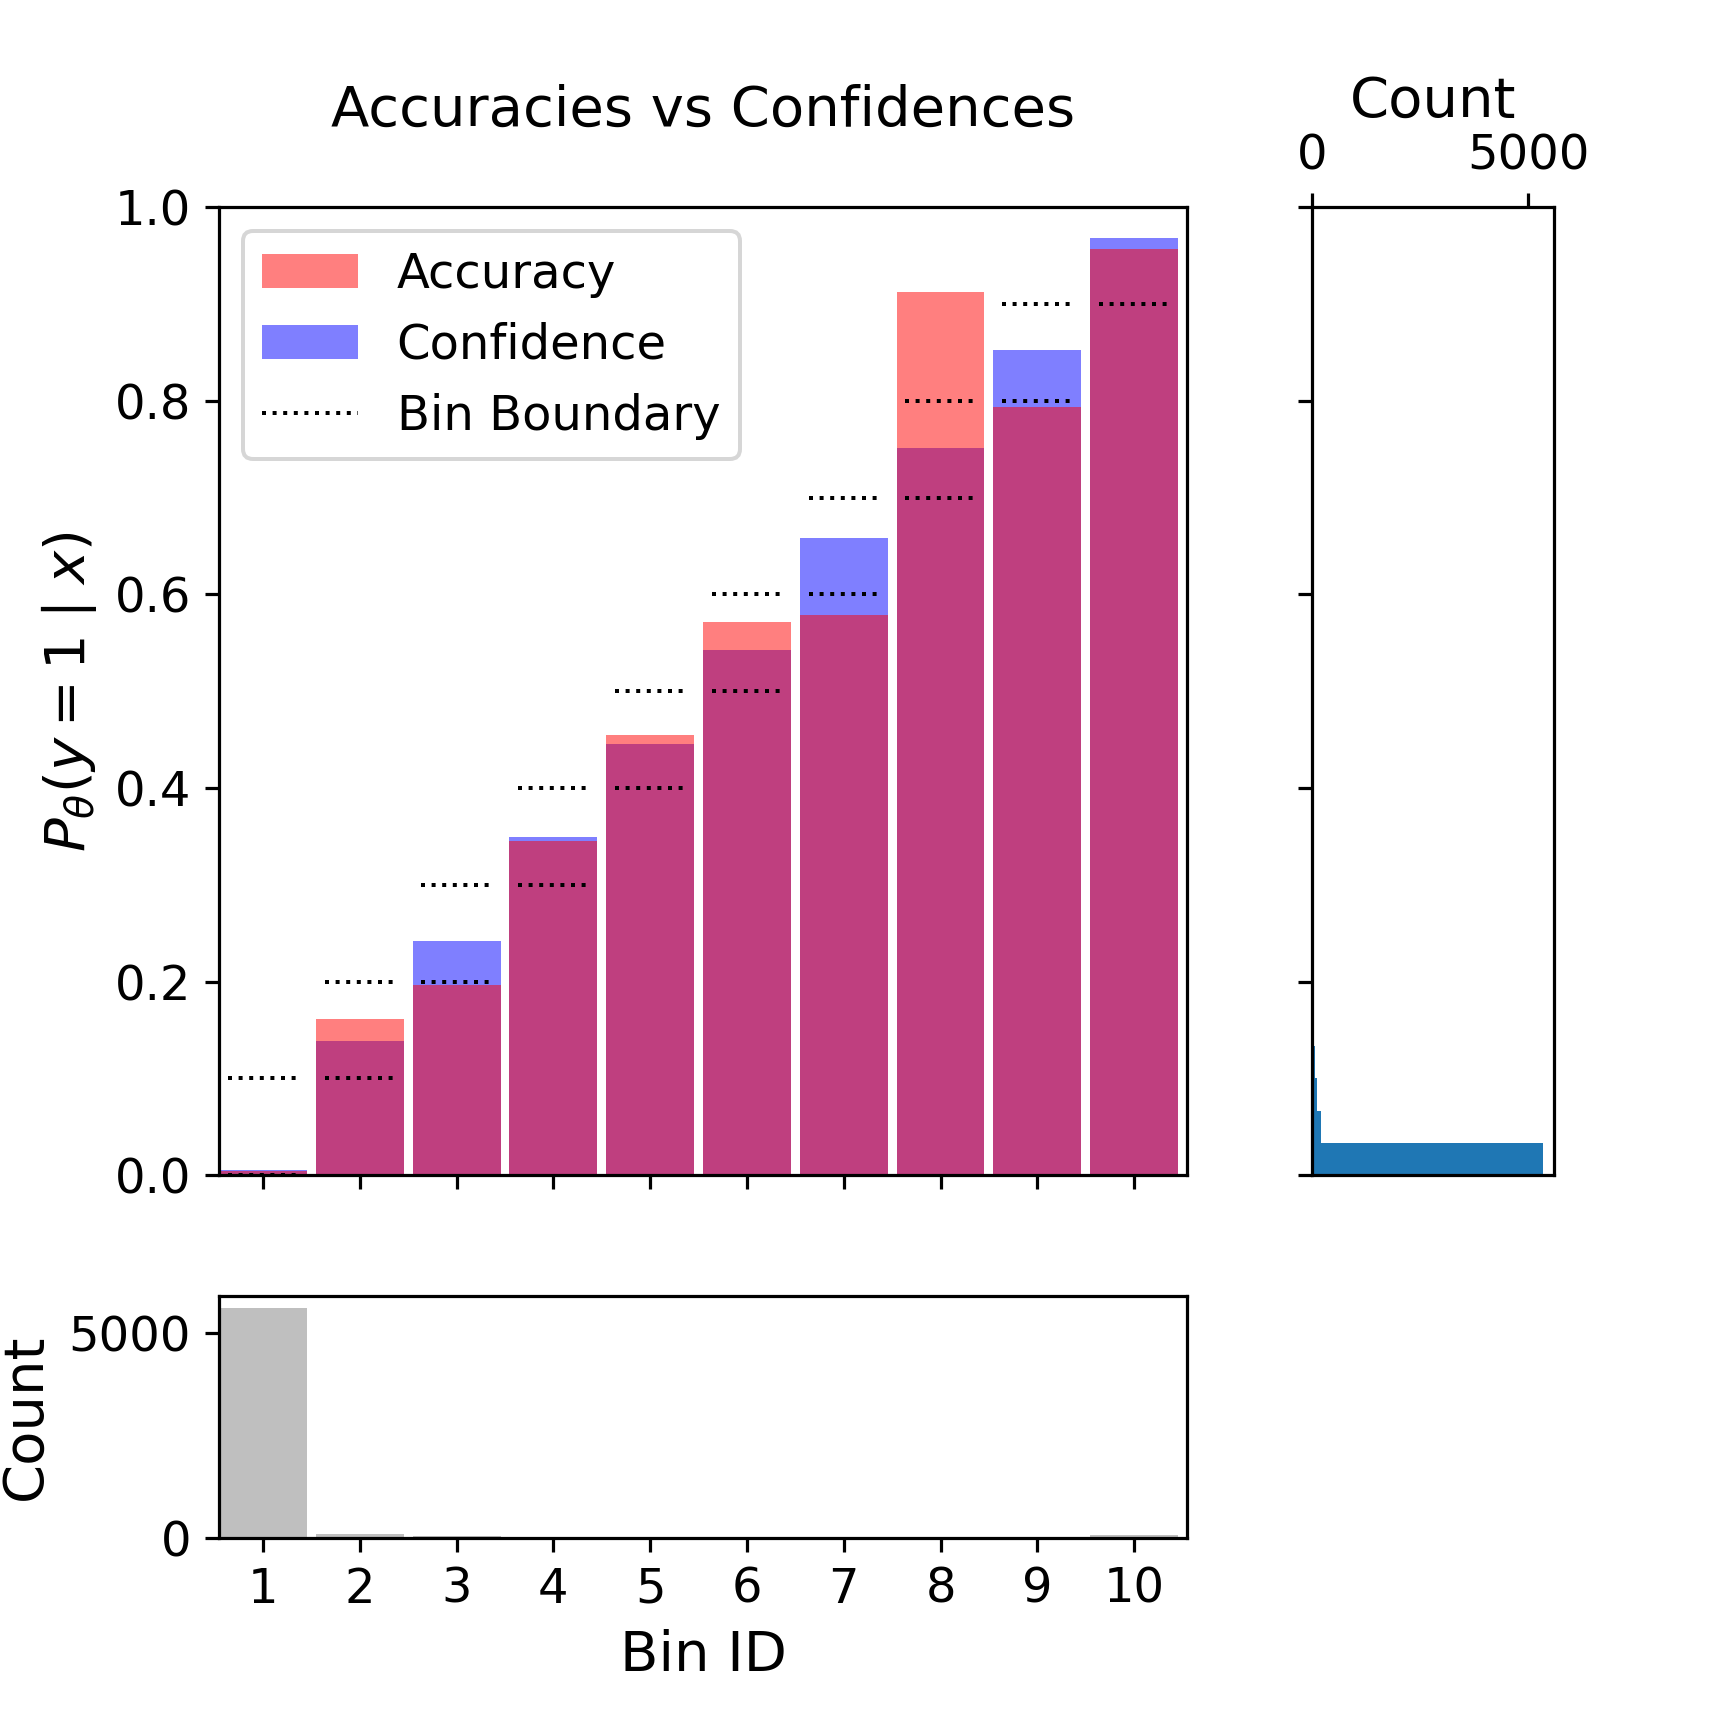 Accuracies vs Confidences
Count
0 5000
1.0
0.8
0.6
0.4
0.2
0.0
P_θ(y = 1 | x)
Accuracy
Confidence
Bin Boundary
Count
5000
0
1 2 3 4 5 6 7 8 9 10
Bin ID